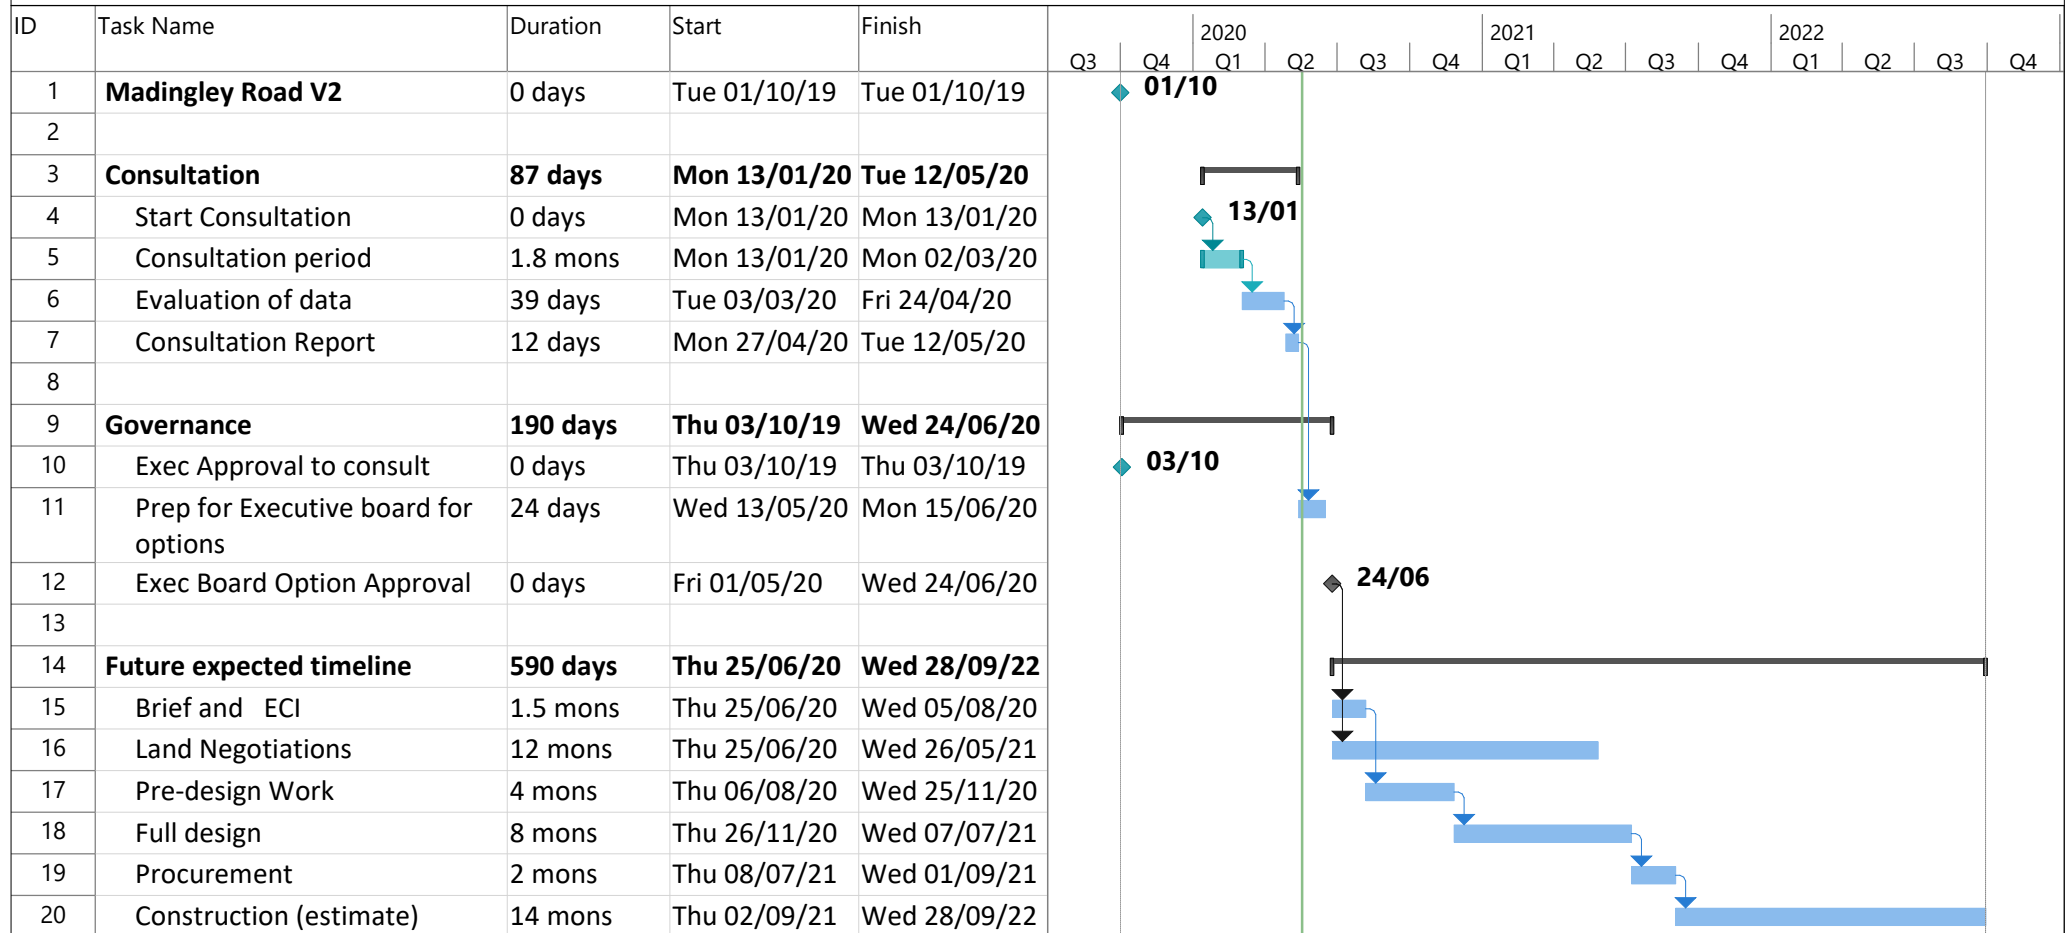 ID Task Name Duration Start Finish 2020 2021 2022
Q3 Q4 Q1 Q2 Q3 Q4 Q1 Q2 Q3 Q4 Q1 Q2 Q3 Q4
1 Madingley Road V2 0 days Tue 01/10/19 Tue 01/10/19 01/10
2
3 Consultation 87 days Mon 13/01/20 Tue 12/05/20
4 Start Consultation 0 days Mon 13/01/20 Mon 13/01/20 13/01
5 Consultation period 1.8 mons Mon 13/01/20 Mon 02/03/20
6 Evaluation of data 39 days Tue 03/03/20 Fri 24/04/20
7 Consultation Report 12 days Mon 27/04/20 Tue 12/05/20
8
9 Governance 190 days Thu 03/10/19 Wed 24/06/20
10 Exec Approval to consult 0 days Thu 03/10/19 Thu 03/10/19 03/10
11 Prep for Executive board for 24 days Wed 13/05/20 Mon 15/06/20
options
12 Exec Board Option Approval 0 days Fri 01/05/20 Wed 24/06/20 24/06
13
14 Future expected timeline 590 days Thu 25/06/20 Wed 28/09/22
15 Brief and ECI 1.5 mons Thu 25/06/20 Wed 05/08/20
16 Land Negotiations 12 mons Thu 25/06/20 Wed 26/05/21
17 Pre-design Work 4 mons Thu 06/08/20 Wed 25/11/20
18 Full design 8 mons Thu 26/11/20 Wed 07/07/21
19 Procurement 2 mons Thu 08/07/21 Wed 01/09/21
20 Construction (estimate) 14 mons Thu 02/09/21 Wed 28/09/22